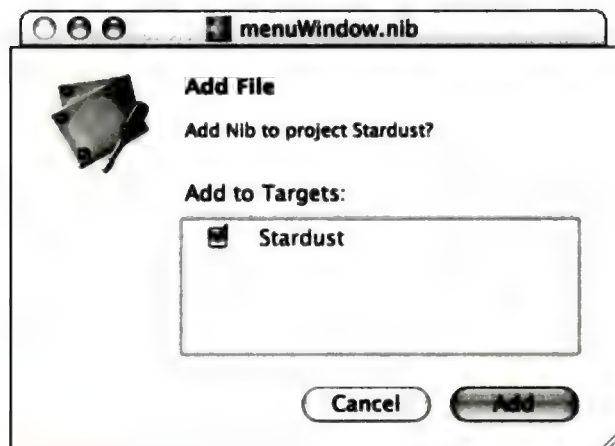 menuWindow.nib
Add File
Add Nib to project Stardust?
Add to Targets:
Stardust
Cancel
Add